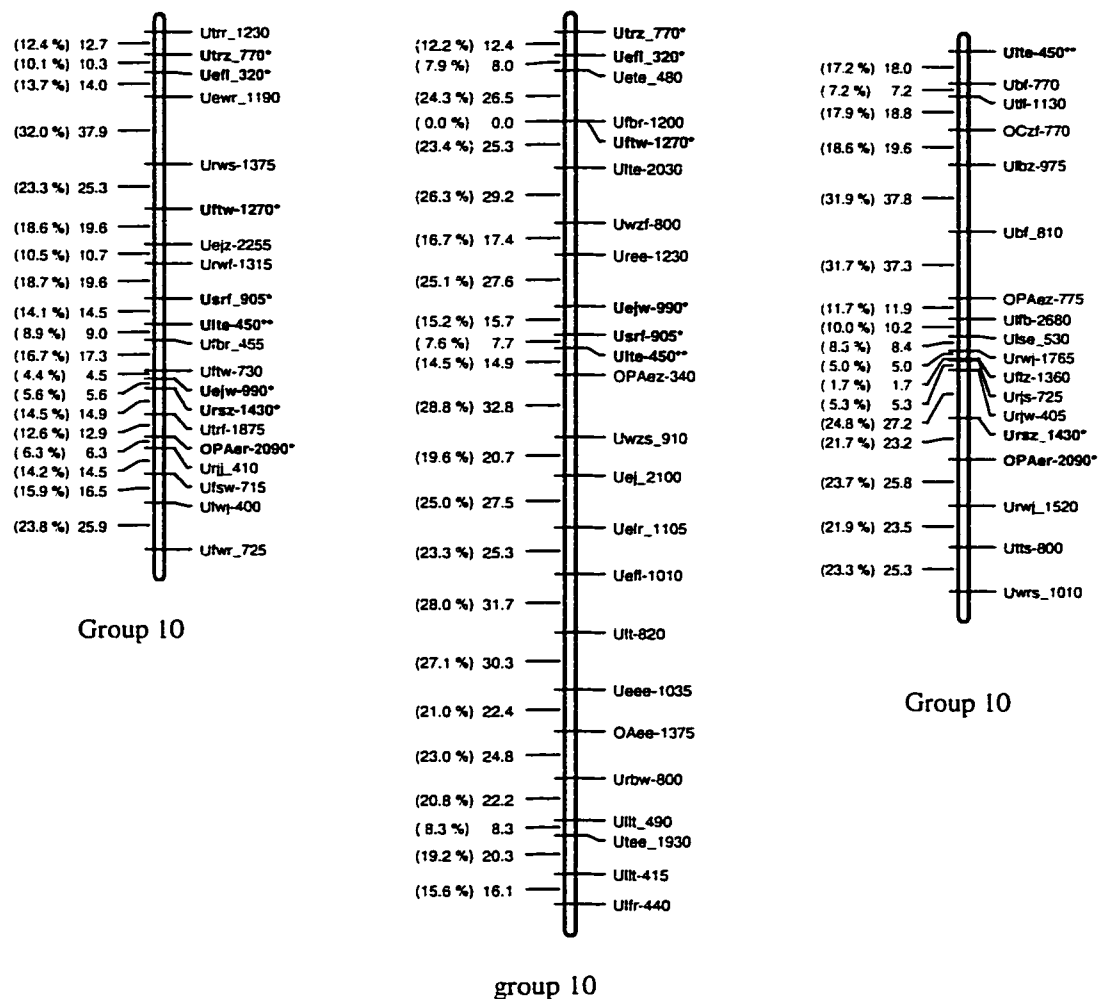 (12.4 %) 12.7
(10.1 %) 10.3
(13.7 %) 14.0
(32.0 %) 37.9
(23.3 %) 25.3
(18.6 %) 19.6
(10.5 %) 10.7
(18.7 %) 19.6
(14.1 %) 14.5
(8.9 %) 9.0
(16.7 %) 17.3
(4.4 %) 4.5
(5.6 %) 5.6
(14.5 %) 14.9
(12.6 %) 12.9
(6.3 %) 6.3
(14.2 %) 14.5
(15.9 %) 16.5
(23.8 %) 25.9
Utrr_1230
Utrz_770*
Uefl_320*
Uewr_1190
Urws-1375
Uftw-1270*
Uejz-2255
Urwf-1315
Usrf_905*
Ulte-450**
Ufbr_455
Uftw-730
Uejw-990*
Ursz-1430*
Utrf-1875
OPAer-2090*
Urjj_410
Ufsw-715
Ulwj-400
Ufwr_725
Group 10
(12.2 %) 12.4
( 7.9 %) 8.0
(24.3 %) 26.5
( 0.0 %) 0.0
(23.4 %) 25.3
(26.3 %) 29.2
(16.7 %) 17.4
(25.1 %) 27.6
(15.2 %) 15.7
( 7.6 %) 7.7
(14.5 %) 14.9
(28.8 %) 32.8
(19.6 %) 20.7
(25.0 %) 27.5
(23.3 %) 25.3
(28.0 %) 31.7
(27.1 %) 30.3
(21.0 %) 22.4
(23.0 %) 24.8
(20.8 %) 22.2
( 8.3 %) 8.3
(19.2 %) 20.3
(15.6 %) 16.1
Utrz_770*
Uefl_320*
Uete_480
Ufbr-1200
Uftw-1270*
Ulte-2030
Uwzf-800
Uree-1230
Uejw-990*
Usrf-905*
Ulte-450**
OPAez-340
Uwzs_910
Uej_2100
Uelr_1105
Uefl-1010
Ult-820
Ueee-1035
OAee-1375
Urbw-800
Ullt_490
Utee_1930
Ullt-415
Ulfr-440
group 10
(17.2 %) 18.0
( 7.2 %) 7.2
(17.9 %) 18.8
(18.6 %) 19.6
(31.9 %) 37.8
(31.7 %) 37.3
(11.7 %) 11.9
(10.0 %) 10.2
( 8.3 %) 8.4
( 5.0 %) 5.0
( 1.7 %) 1.7
( 5.3 %) 5.3
(24.8 %) 27.2
(21.7 %) 23.2
(23.7 %) 25.8
(21.9 %) 23.5
(23.3 %) 25.3
Ulte-450**
Ubf-770
Utlf-1130
OCzf-770
Ulbz-975
Ubf_810
OPAez-775
Ulfb-2680
Ulse_530
Urwj-1765
Uftz-1360
Urjs-725
Urjw-405
Ursz_1430*
OPAer-2090*
Urwj_1520
Utts-800
Uwrs_1010
Group 10